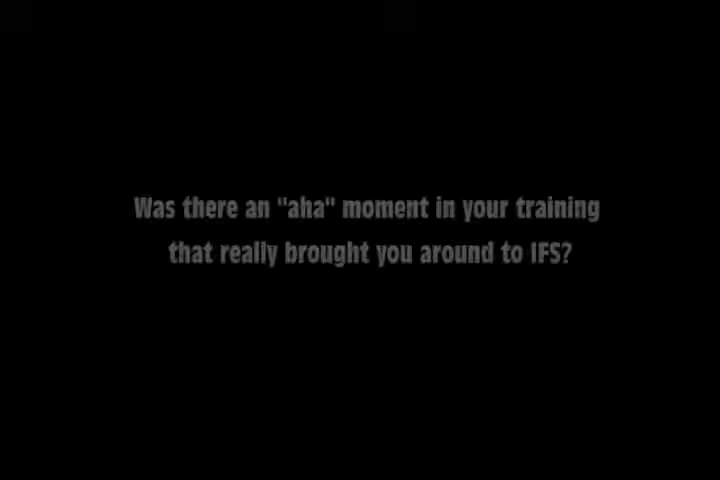 Was there an "aha" moment in your training
that really brought you around to IFS?